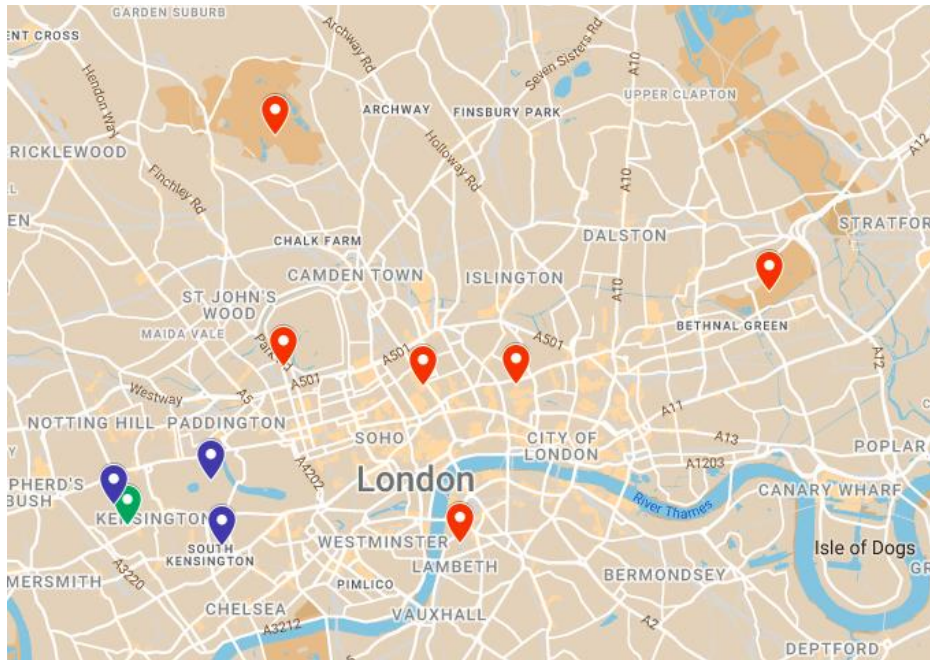 GARDEN SUBURB
ENT CROSS
Archway Rd
Seven Sisters Rd
A10
Hendon Way
ARCHWAY
FINSBURY PARK
UPPER CLAPTON
RICKLEWOOD
Holloway Rd
A12
Finchley Rd
A10
L
EN
DALSTON
STRATFOR
CHALK FARM
CAMDEN TOWN
ISLINGTON
A10
ST JOHN'S
WOOD
MAIDA VALE
BETHNAL GREEN
A501
A501
A501
A12
Westway
A5
A11
NOTTING HILL
PADDINGTON
SOHO
CITY OF
LONDON
A13
POPLAR
A4202
A1203
London
PHERD'S
BUSH
CANARY WHARF
River Thames
KENSINGTON
SOUTH
KENSINGTON
WESTMINSTER
LAMBETH
Isle of Dogs
GR
MERSMITH
A3220
PIMLICO
BERMONDSEY
CHELSEA
VAUXHALL
A3212
A2
DEPTFORD